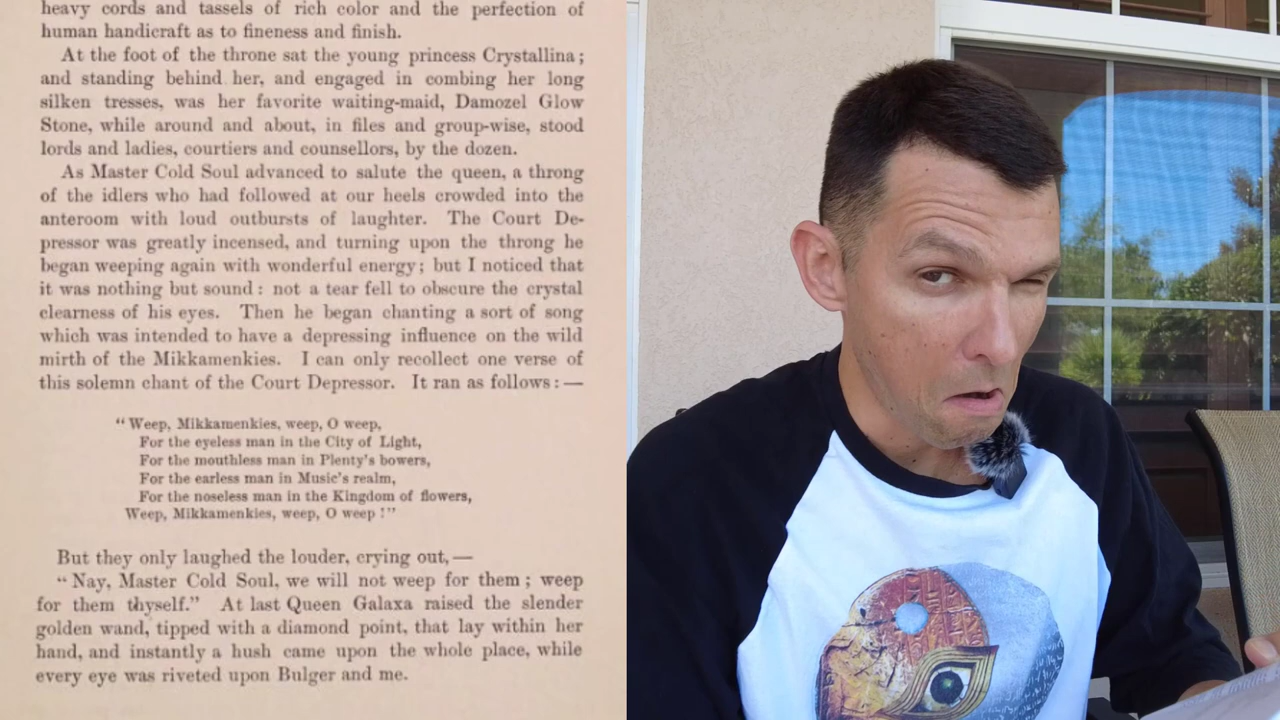 heavy cords and tassels of rich color and the perfection of
human handicraft as to fineness and finish.
At the foot of the throne sat the young princess Crystallina;
and standing behind her, and engaged in combing her long
silken tresses, was her favorite waiting-maid, Damozel Glow
Stone, while around and about, in files and group-wise, stood
lords and ladies, courtiers and counsellors, by the dozen.
As Master Cold Soul advanced to salute the queen, a throng
of the idlers who had followed at our heels crowded into the
anteroom with loud outbursts of laughter. The Court De-
pressor was greatly incensed, and turning upon the throng he
began weeping again with wonderful energy; but I noticed that
it was nothing but sound: not a tear fell to obscure the crystal
clearness of his eyes. Then he began chanting a sort of song
which was intended to have a depressing influence on the wild
mirth of the Mikkamenkies. I can only recollect one verse of
this solemn chant of the Court Depressor. It ran as follows:—
"Weep, Mikkamenkies, weep, O weep,
For the eyeless man in the City of Light,
For the mouthless man in Plenty's bowers,
For the earless man in Music's realm,
For the noseless man in the Kingdom of flowers,
Weep, Mikkamenkies, weep, O weep!"
But they only laughed the louder, crying out,—
"Nay, Master Cold Soul, we will not weep for them; weep
for them thyself." At last Queen Galaxa raised the slender
golden wand, tipped with a diamond point, that lay within her
hand, and instantly a hush came upon the whole place, while
every eye was riveted upon Bulger and me.